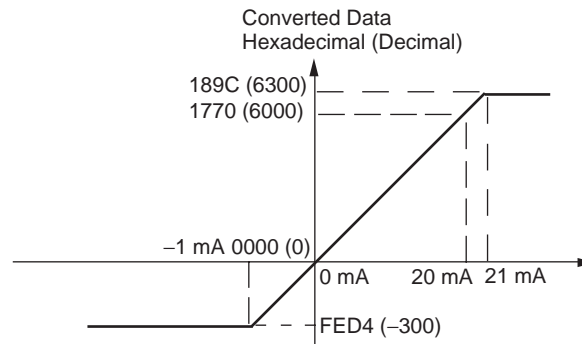 Converted Data
Hexadecimal (Decimal)
189C (6300)
1770 (6000)
−1 mA 0000 (0)
0 mA
20 mA
21 mA
FED4 (−300)